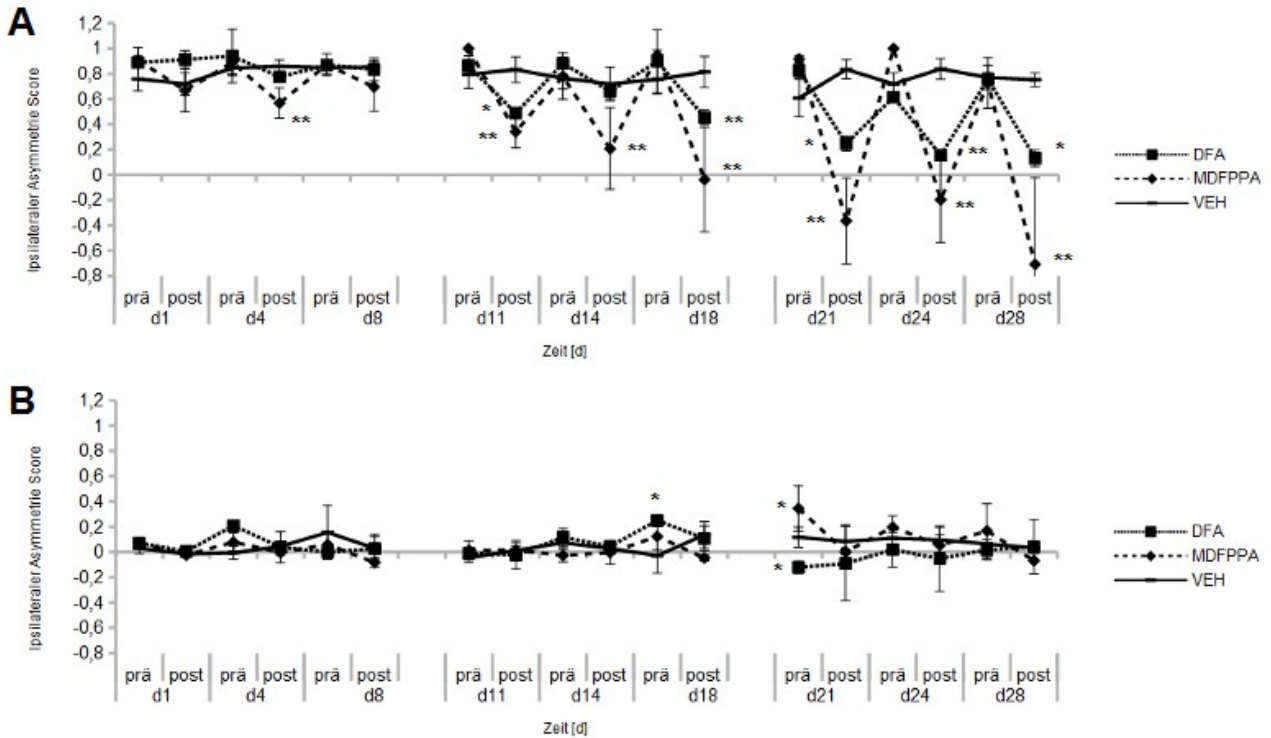 A
Ipsilateraler Asymmetrie Score
1,2
1
0,8
0,6
0,4
0,2
0
-0,2
-0,4
-0,6
-0,8
**
*
**
**
**
**
*
**
**
**
*
**
prä post prä post prä post prä post prä post prä post prä post prä post prä post
d1 d4 d8 d11 d14 d18 d21 d24 d28
Zeit [d]
DFA
MDFPPA
VEH
B
Ipsilateraler Asymmetrie Score
1,2
1
0,8
0,6
0,4
0,2
0
-0,2
-0,4
-0,6
-0,8
*
*
*
prä post prä post prä post prä post prä post prä post prä post prä post prä post
d1 d4 d8 d11 d14 d18 d21 d24 d28
Zeit [d]
DFA
MDFPPA
VEH